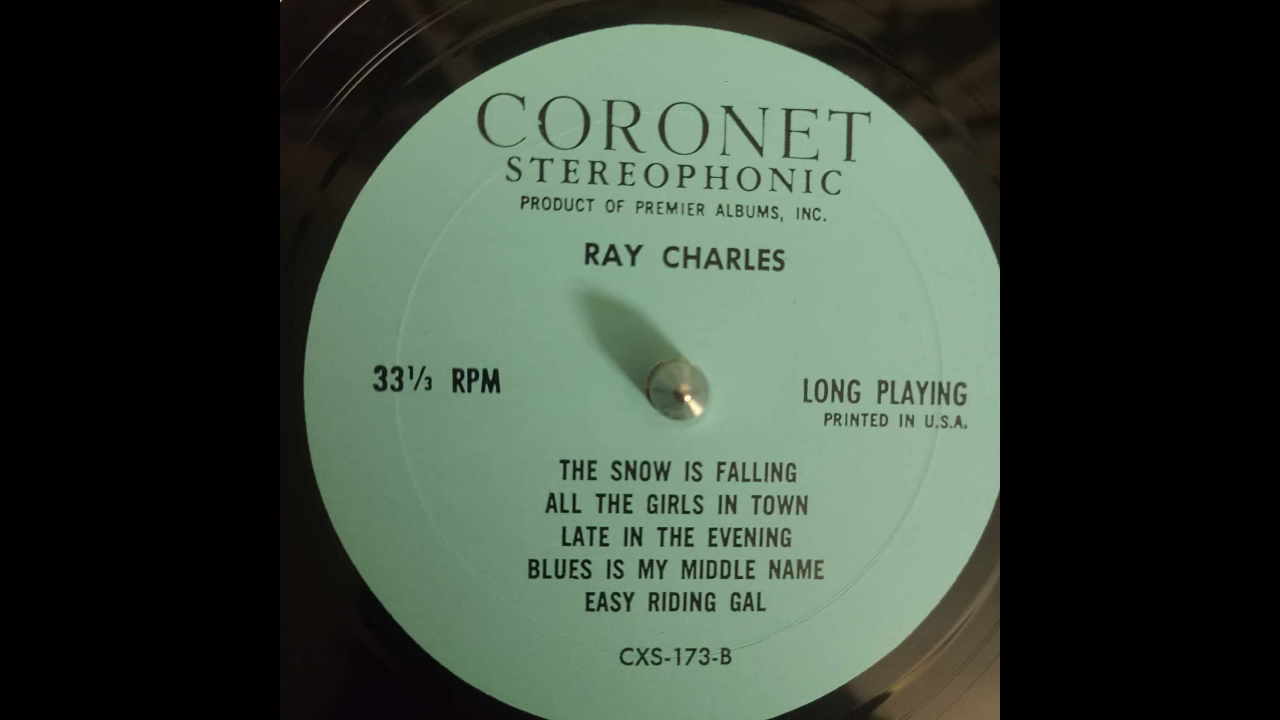 CORONET
STEREOPHONIC
PRODUCT OF PREMIER ALBUMS, INC.
RAY CHARLES
33⅓ RPM
LONG PLAYING
PRINTED IN U.S.A.
THE SNOW IS FALLING
ALL THE GIRLS IN TOWN
LATE IN THE EVENING
BLUES IS MY MIDDLE NAME
EASY RIDING GAL
CXS-173-B